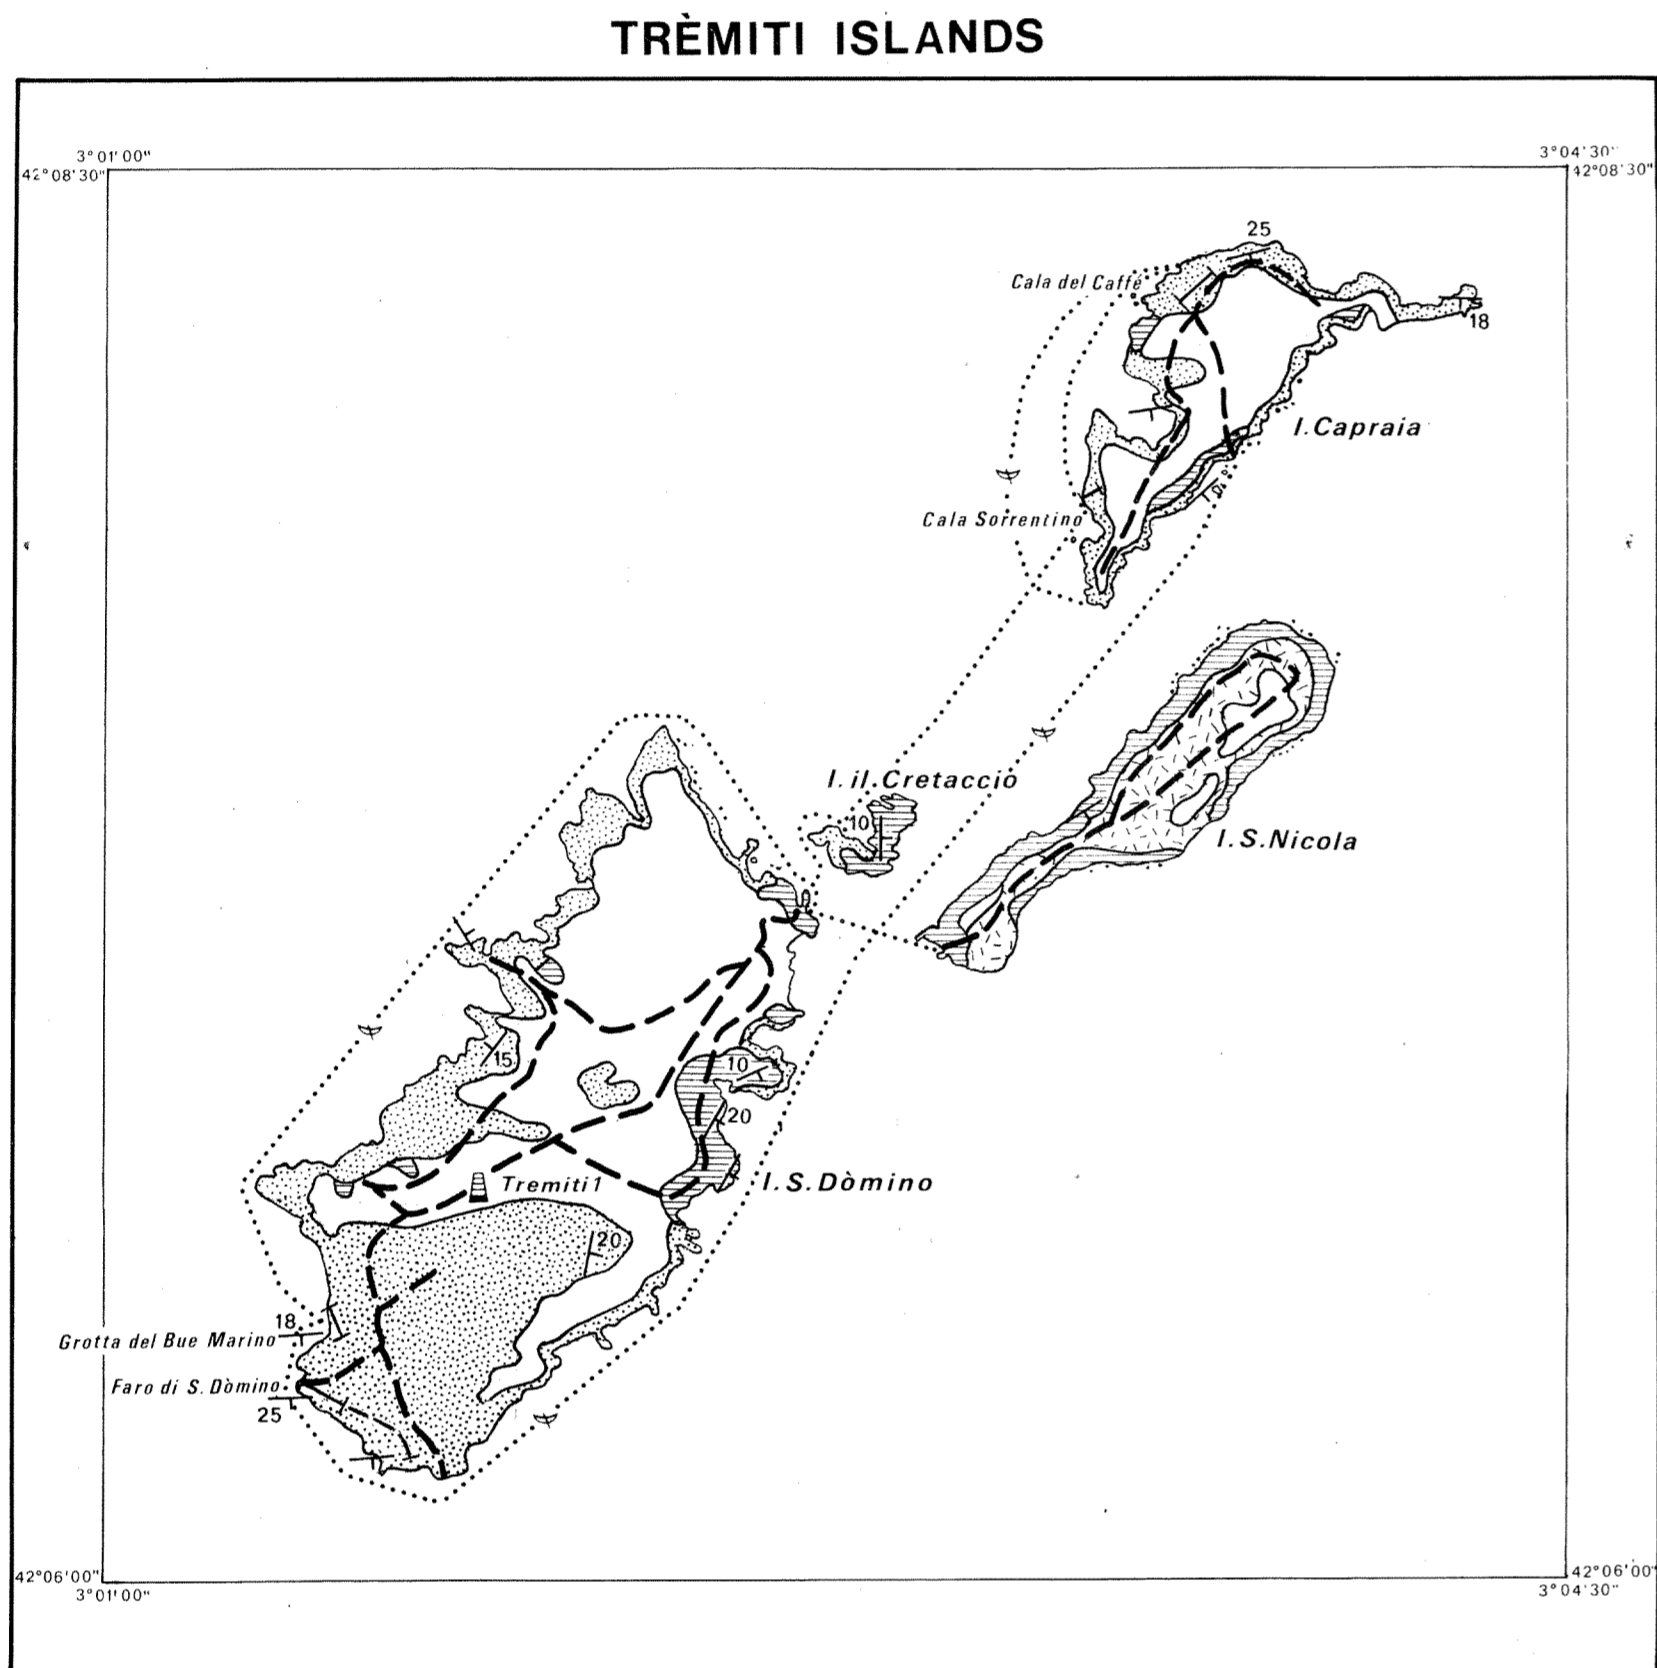 TRÈMITI ISLANDS
3°01'00"
3°04'30"
42°08'30"
42°08'30"
25
Cala del Caffé
18
I.Capraia
Cala Sorrentino
I. il.Cretaccio
10
I.S.Nicola
15
10
20
Tremiti 1
I.S.Dòmino
20
18
Grotta del Bue Marino
Faro di S.Dòmino
25
42°06'00"
42°06'00"
3°01'00"
3°04'30"